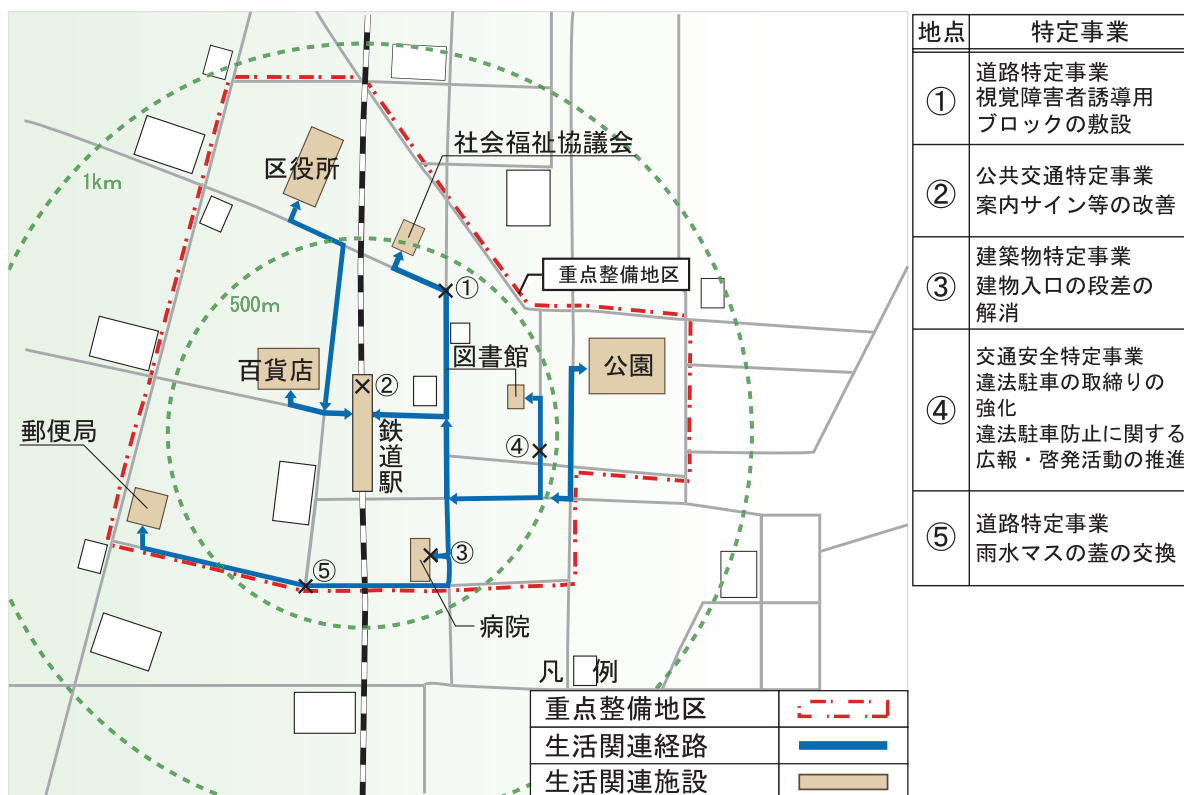 社会福祉協議会
区役所
1km
重点整備地区
500m
①
図書館
公園
百貨店
②
鉄道駅
④
郵便局
③
⑤
病院
凡例
重点整備地区
生活関連経路
生活関連施設
地点 特定事業
① 道路特定事業
視覚障害者誘導用
ブロックの敷設
② 公共交通特定事業
案内サイン等の改善
③ 建築物特定事業
建物入口の段差の
解消
④ 交通安全特定事業
違法駐車の取締りの
強化
違法駐車防止に関する
広報・啓発活動の推進
⑤ 道路特定事業
雨水マスの蓋の交換